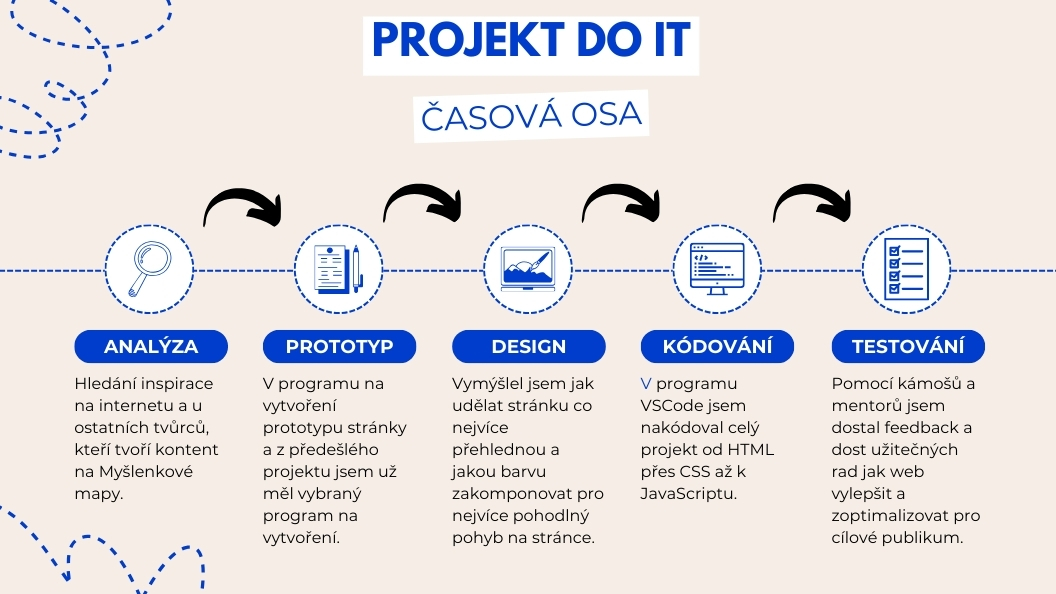 PROJEKT DO IT
ČASOVÁ OSA
ANALÝZA
Hledání inspirace
na internetu a u
ostatních tvůrců,
kteří tvoří kontent
na Myšlenkové
mapy.
PROTOTYP
V programu na
vytvoření
prototypu stránky
a z předešlého
projektu jsem už
měl vybraný
program na
vytvoření.
DESIGN
Vymýšlel jsem jak
udělat stránku co
nejvíce
přehlednou a
jakou barvu
zakomponovat pro
nejvíce pohodlný
pohyb na stránce.
KÓDOVÁNÍ
V programu
VSCode jsem
nakódoval celý
projekt od HTML
přes CSS až k
JavaScriptu.
TESTOVÁNÍ
Pomocí kámošů a
mentorů jsem
dostal feedback a
dost užitečných
rad jak web
vylepšit a
zoptimalizovat pro
cílové publikum.